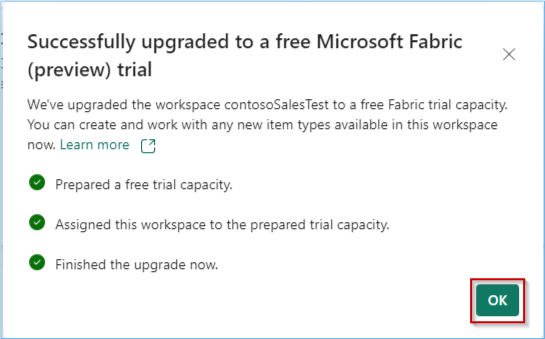 Successfully upgraded to a free Microsoft Fabric
(preview) trial
We've upgraded the workspace contosoSalesTest to a free Fabric trial capacity.
You can create and work with any new item types available in this workspace
now. Learn more
Prepared a free trial capacity.
Assigned this workspace to the prepared trial capacity.
Finished the upgrade now.
OK